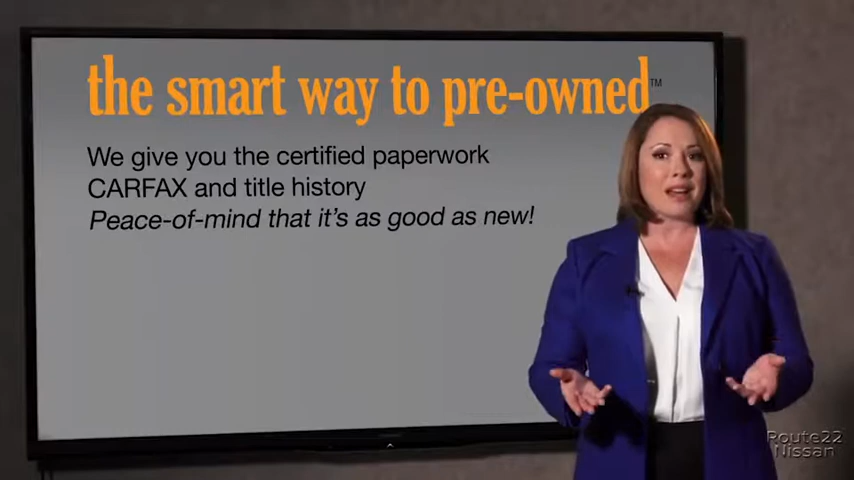 the smart way to pre-owned™
We give you the certified paperwork
CARFAX and title history
Peace-of-mind that it's as good as new!
Route22
Nissan